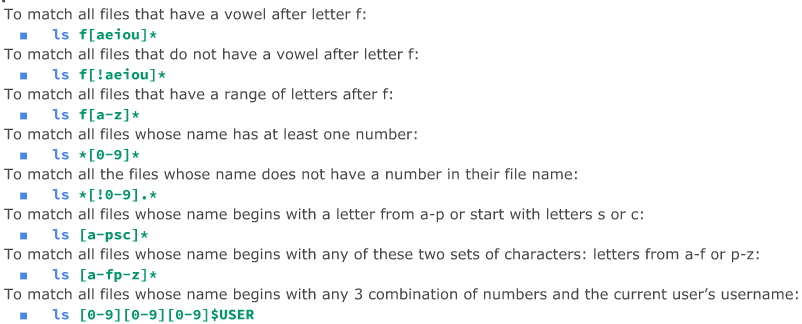 To match all files that have a vowel after letter f:
▪ ls f[aeiou]*
To match all files that do not have a vowel after letter f:
▪ ls f[!aeiou]*
To match all files that have a range of letters after f:
▪ ls f[a-z]*
To match all files whose name has at least one number:
▪ ls *[0-9]*
To match all the files whose name does not have a number in their file name:
▪ ls *[!0-9].*
To match all files whose name begins with a letter from a-p or start with letters s or c:
▪ ls [a-psc]*
To match all files whose name begins with any of these two sets of characters: letters from a-f or p-z:
▪ ls [a-fp-z]*
To match all files whose name begins with any 3 combination of numbers and the current user’s username:
▪ ls [0-9][0-9][0-9]$USER